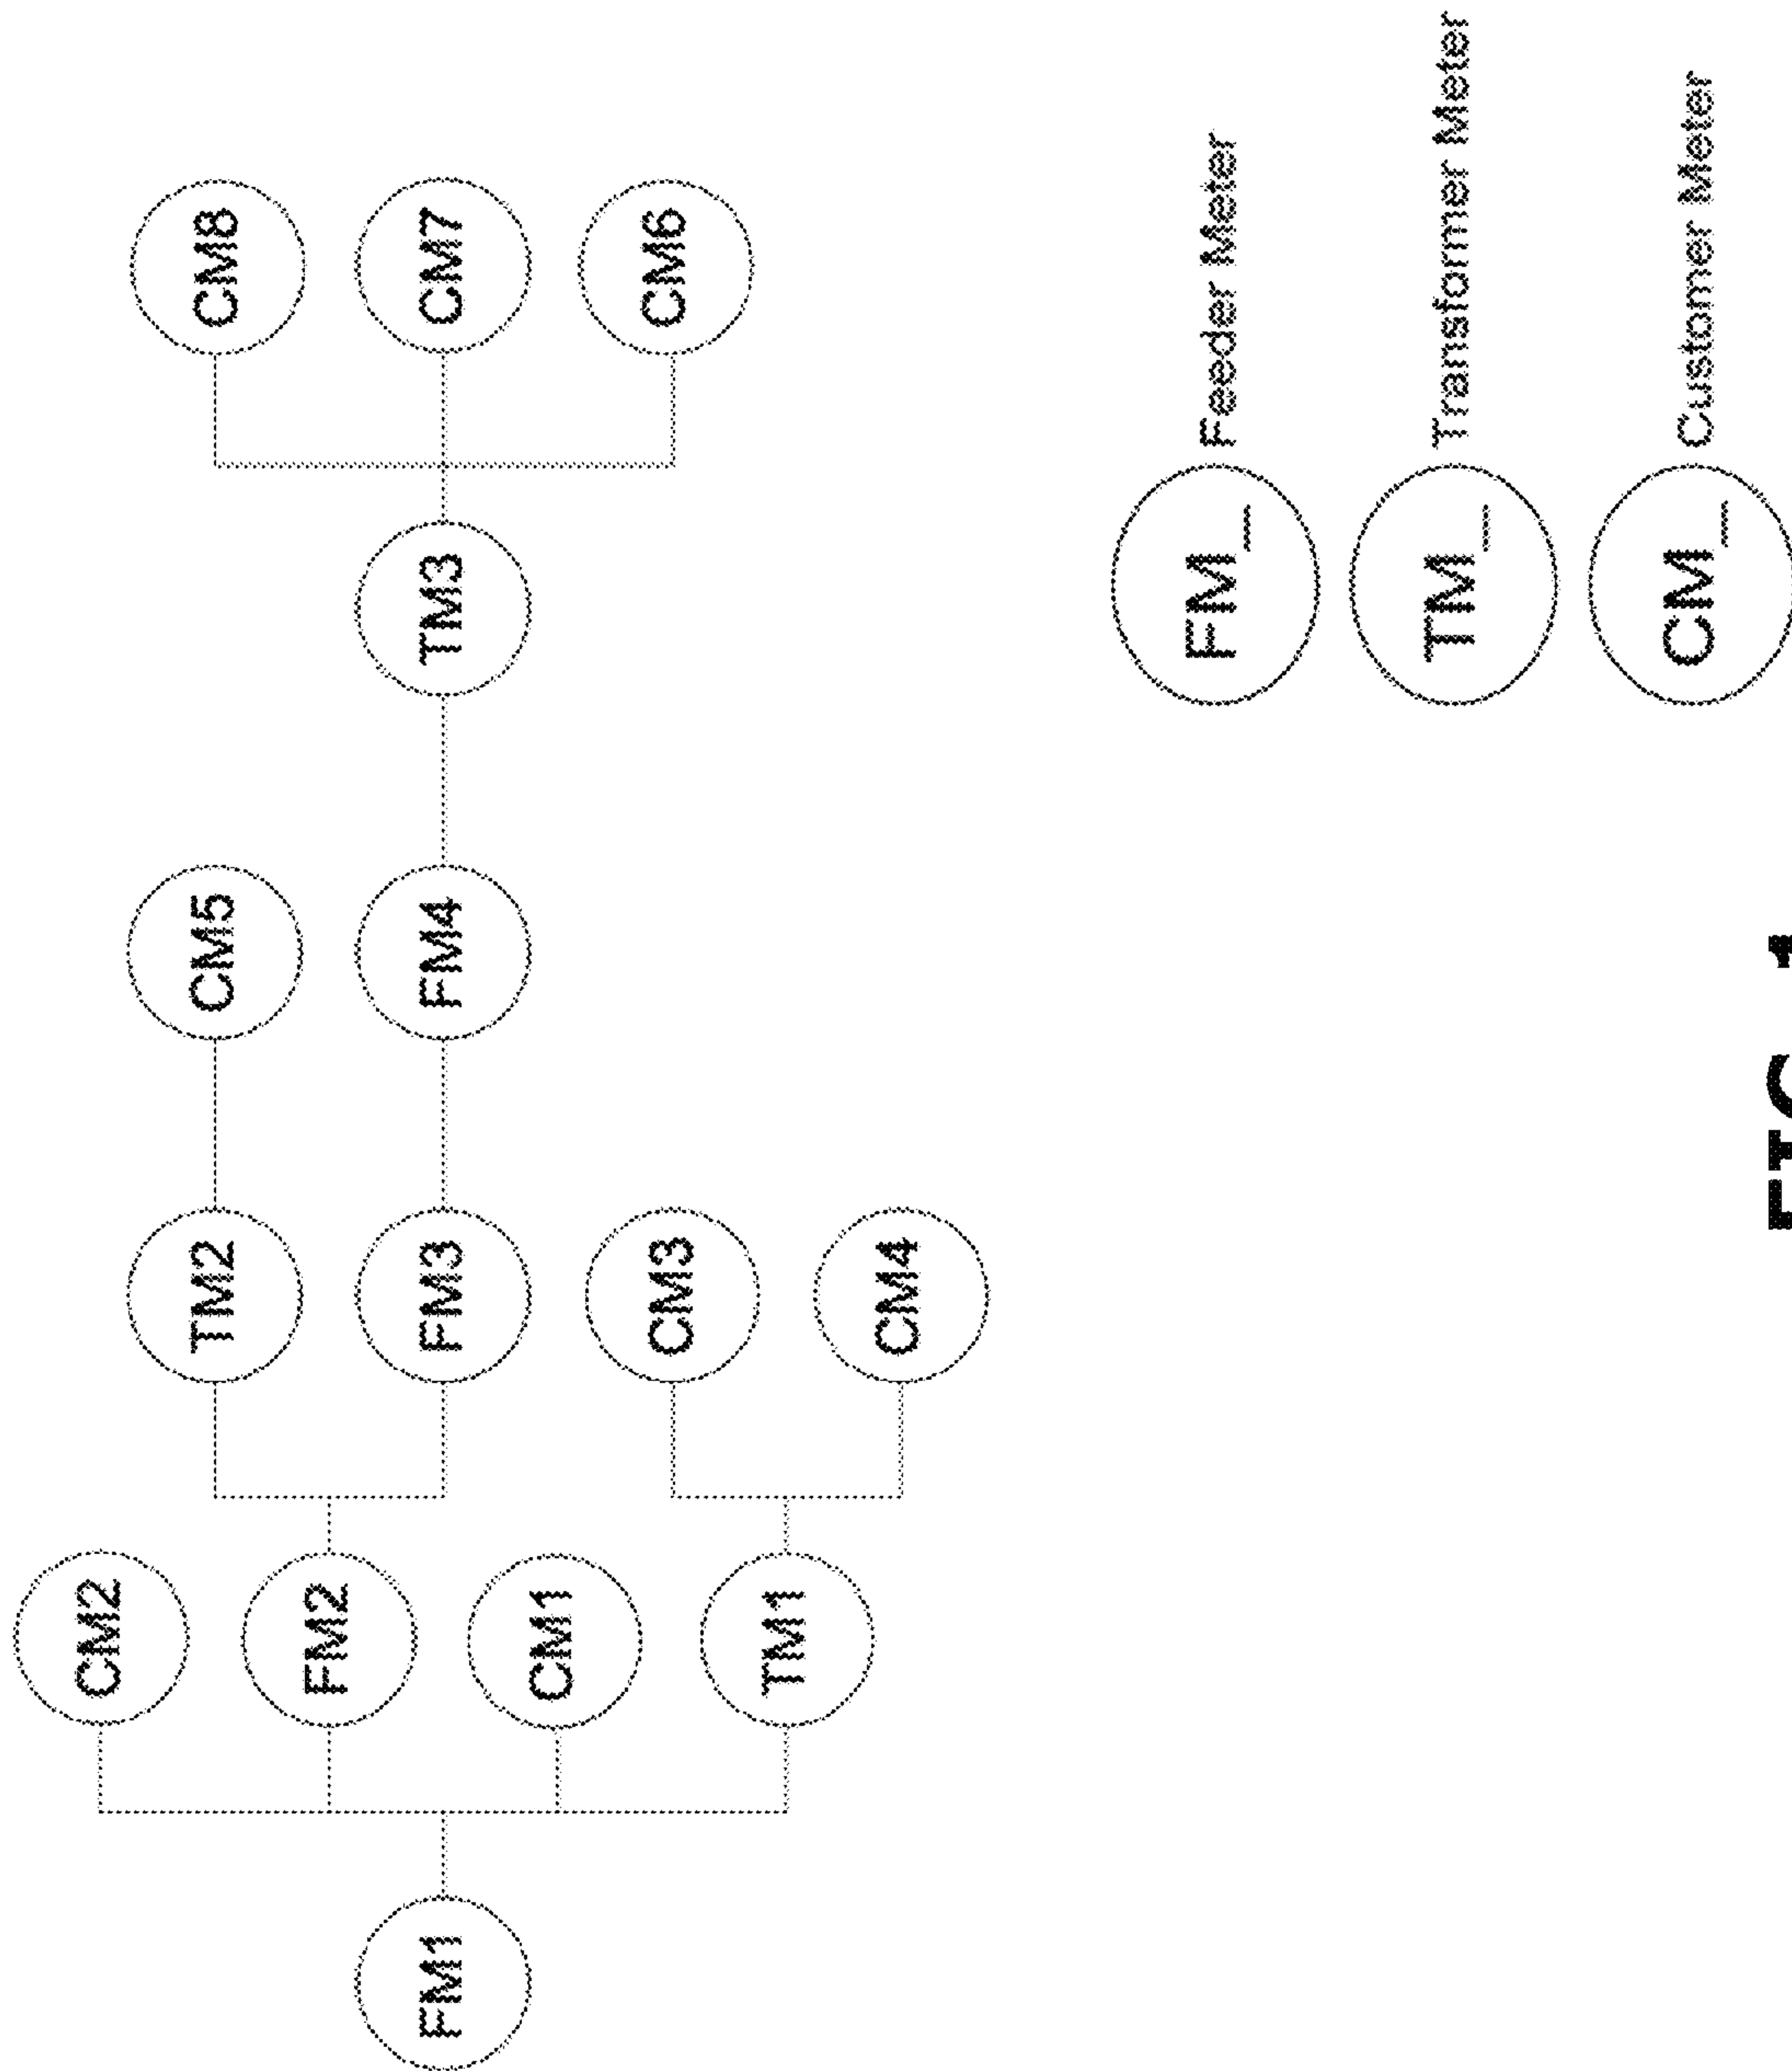 CM2
TM2
CM5
CM8
FM2
FM1
FM3
FM4
TM3
CM7
CM1
CM3
CM6
TM1
CM4
FM_ Feeder Meter
TM_ Transformer Meter
CM_ Customer Meter